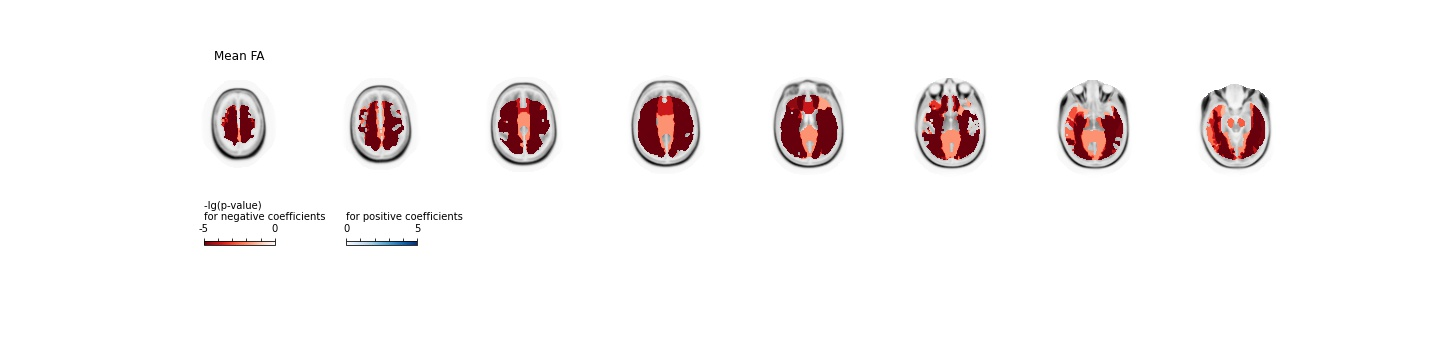 Mean FA
-lg(p-value)
for negative coefficients
for positive coefficients
-5
0
0
5